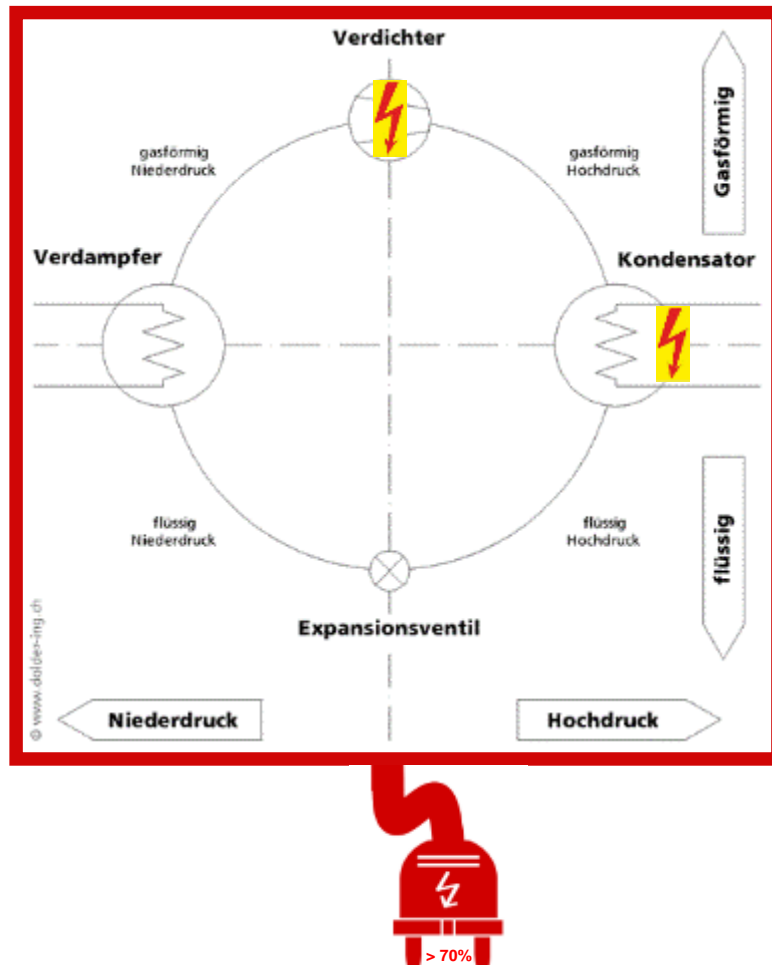 Verdichter
gasförmig
Niederdruck
gasförmig
Hochdruck
Gasförmig
Verdampfer
Kondensator
flüssig
Niederdruck
flüssig
Hochdruck
flüssig
Expansionsventil
© www.dolder-ing.ch
Niederdruck
Hochdruck
> 70%